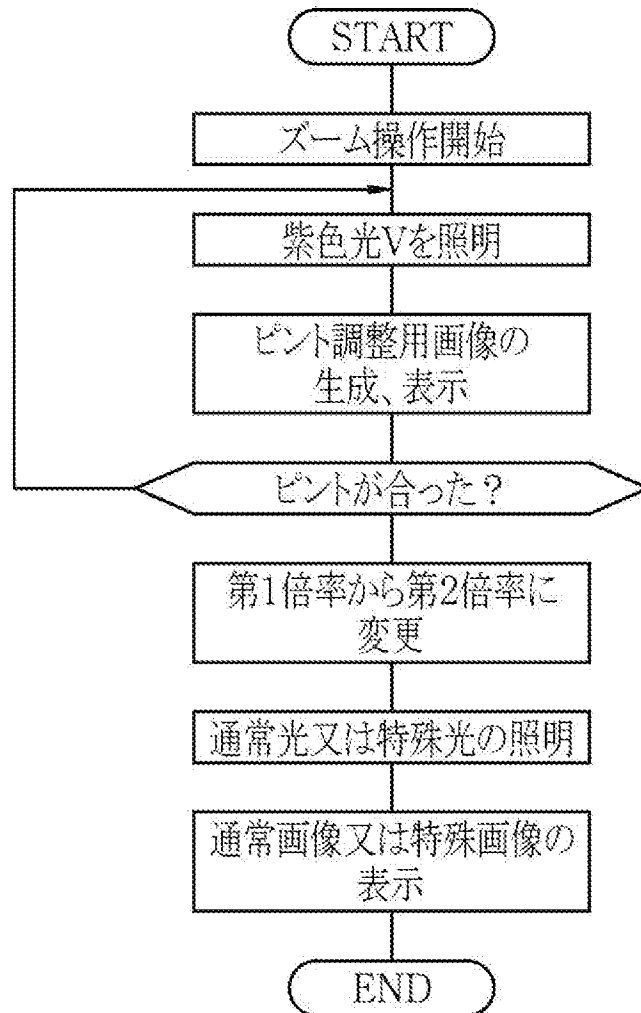 START
ズーム操作開始
紫色光Vを照明
ピント調整用画像の
生成、表示
ピントが合った?
第1倍率から第2倍率に
変更
通常光又は特殊光の照明
通常画像又は特殊画像の
表示
END